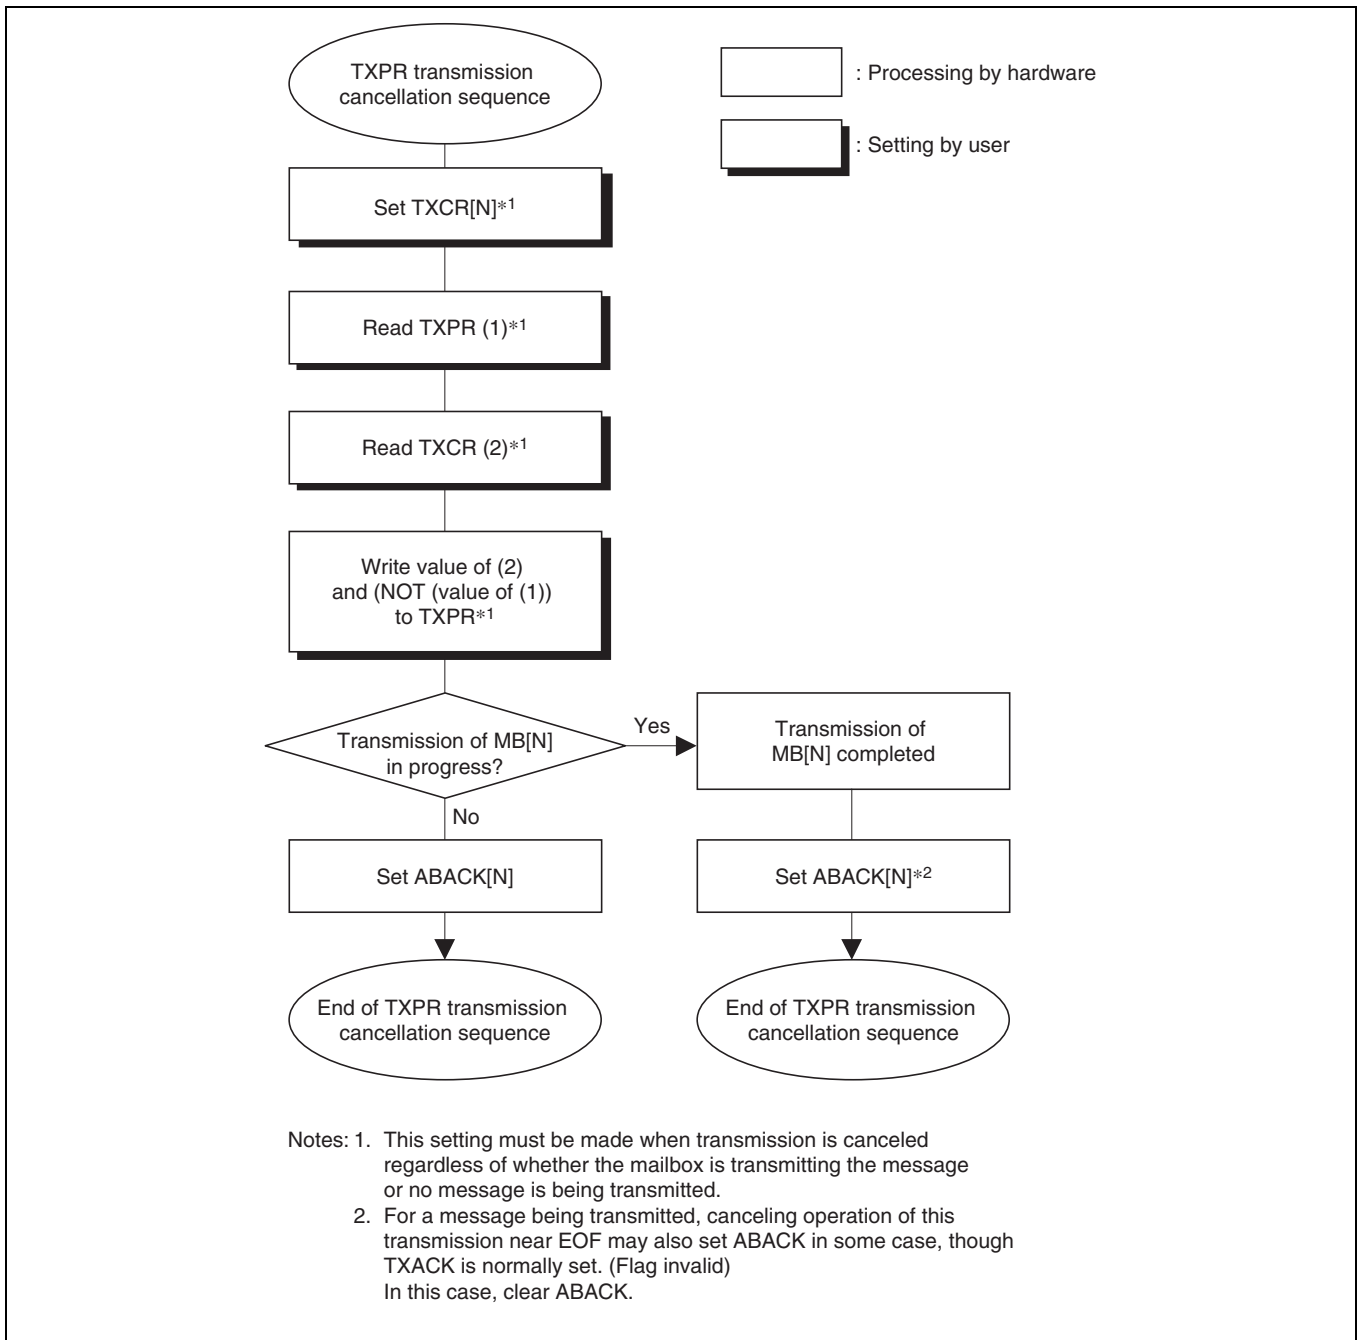 TXPR transmission
cancellation sequence
: Processing by hardware
: Setting by user
Set TXCR[N]*1
Read TXPR (1)*1
Read TXCR (2)*1
Write value of (2)
and (NOT (value of (1))
to TXPR*1
Transmission of MB[N]
in progress?
Yes
Transmission of
MB[N] completed
No
Set ABACK[N]
Set ABACK[N]*2
End of TXPR transmission
cancellation sequence
End of TXPR transmission
cancellation sequence
Notes: 1. This setting must be made when transmission is canceled
regardless of whether the mailbox is transmitting the message
or no message is being transmitted.
2. For a message being transmitted, canceling operation of this
transmission near EOF may also set ABACK in some case, though
TXACK is normally set. (Flag invalid)
In this case, clear ABACK.